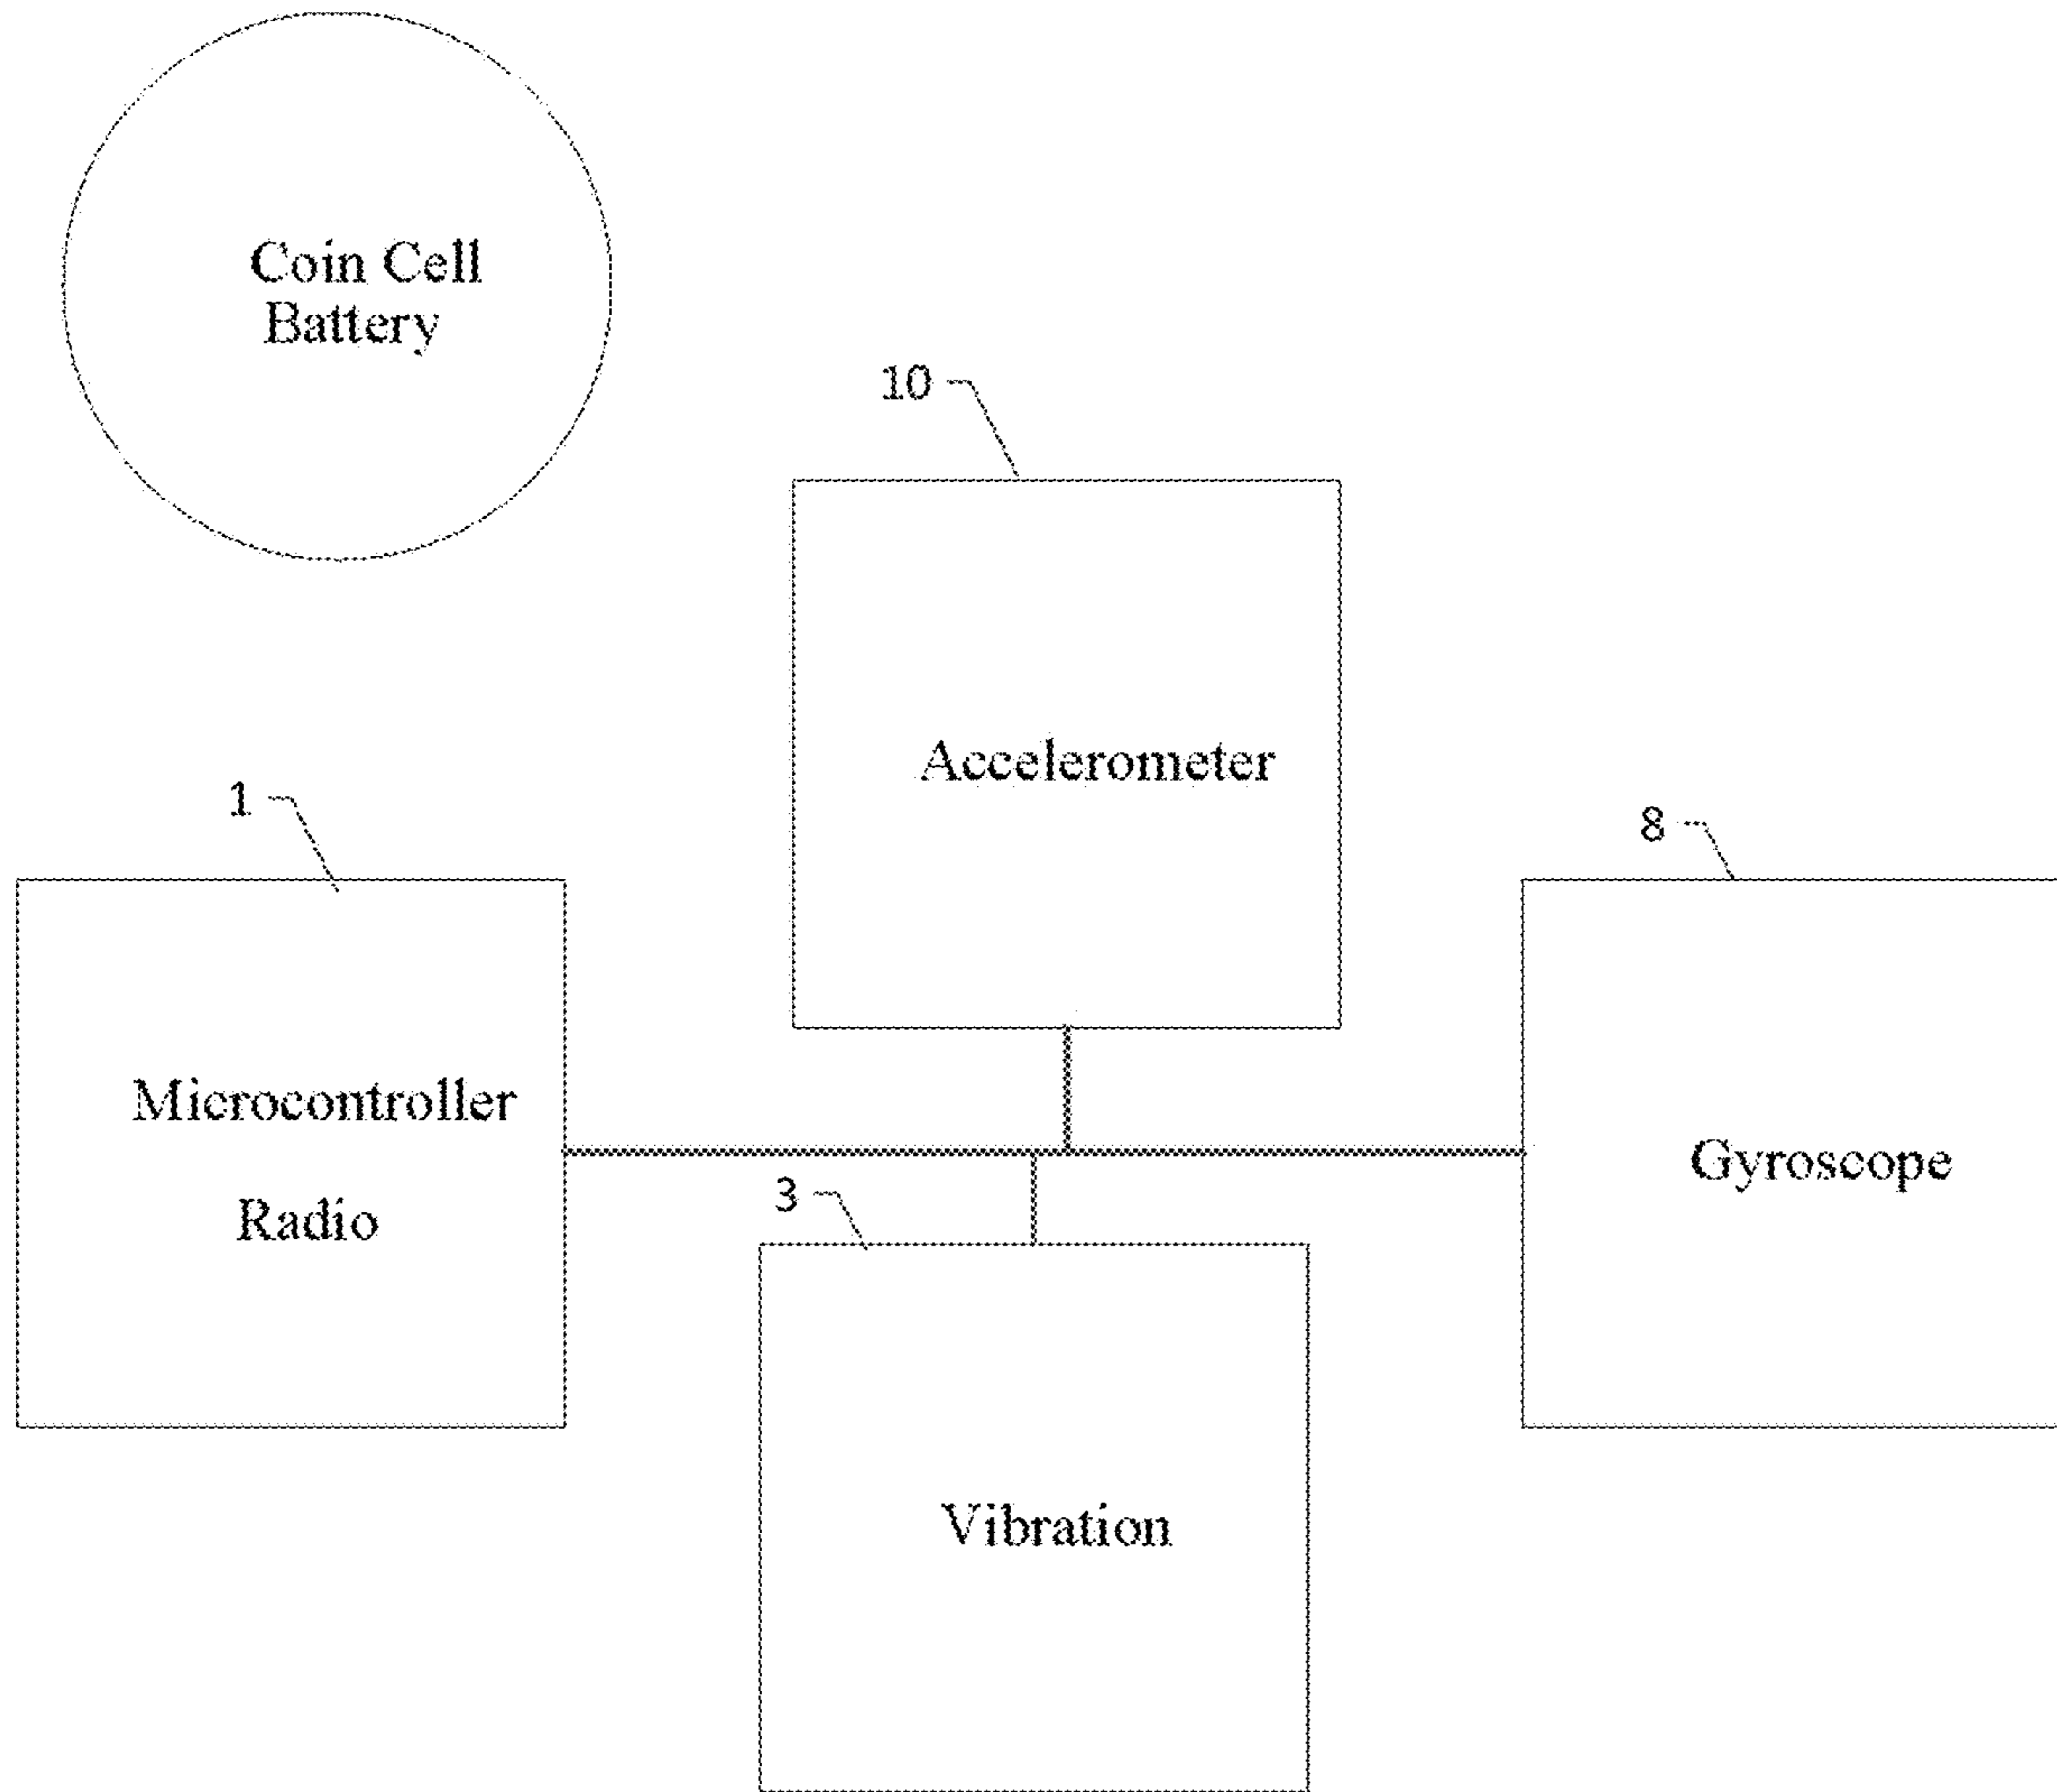 Coin Cell
Battery
10
Accelerometer
1
8
Microcontroller
Radio
Gyroscope
3
Vibration